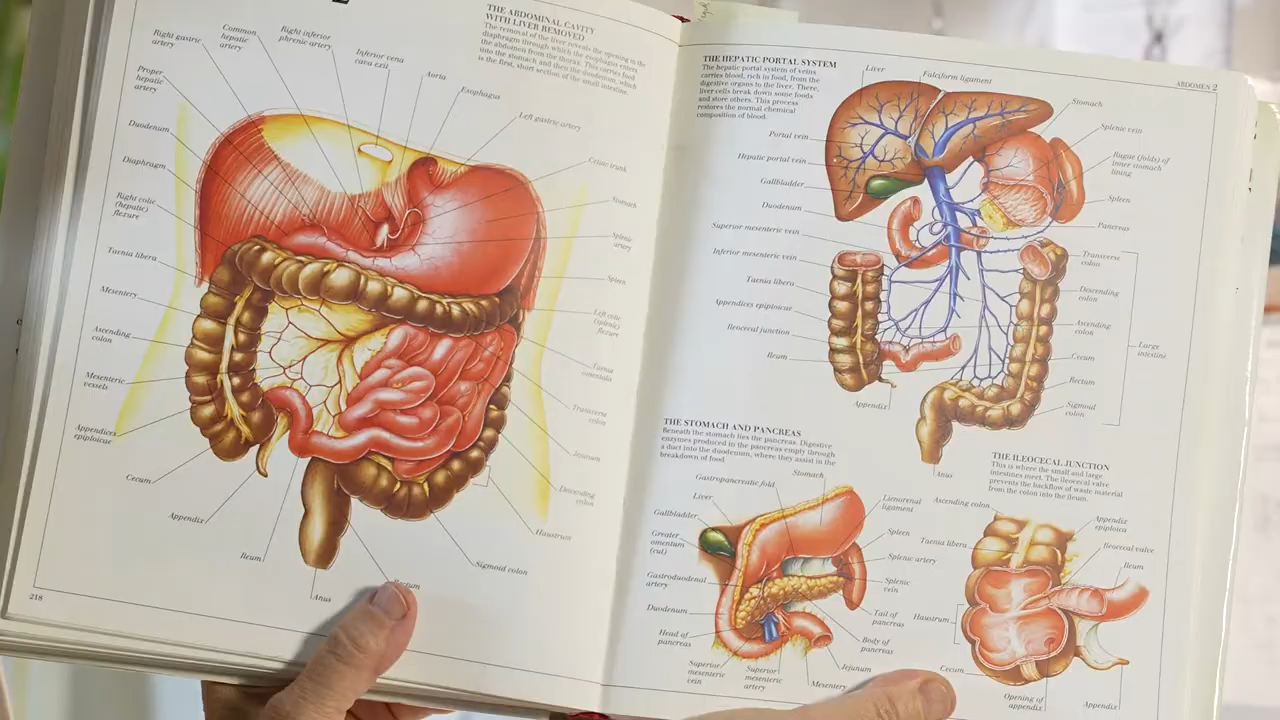 THE ABDOMINAL CAVITY
WITH LIVER REMOVED
The removal of the liver reveals the opening in the
diaphragm through which the esophagus enters
the abdomen from the thorax. This carries food
into the stomach and then the duodenum, which
is the first, short section of the small intestine.
Right gastric
artery
Common
hepatic
artery
Right inferior
phrenic artery
Inferior vena
cava exit
Aorta
Esophagus
Left gastric artery
Celiac trunk
Stomach
Splenic
artery
Spleen
Left colic
(splenic)
flexure
Taenia
omentalis
Transverse
colon
Jejunum
Descending
colon
Haustrum
Sigmoid colon
Rectum
Anus
Ileum
Appendix
Cecum
Appendices
epiploicae
Mesenteric
vessels
Ascending
colon
Mesentery
Taenia libera
Right colic
(hepatic)
flexure
Diaphragm
Duodenum
Proper
hepatic
artery
218
ABDOMEN 2
THE HEPATIC PORTAL SYSTEM
The hepatic portal system of veins
carries blood, rich in food, from the
digestive organs to the liver. There,
liver cells break down some foods
and store others. This process
restores the normal chemical
composition of blood.
Liver
Falciform ligament
Stomach
Splenic vein
Rugae (folds) of
inner stomach
lining
Spleen
Pancreas
Transverse
colon
Descending
colon
Ascending
colon
Large
intestine
Cecum
Rectum
Sigmoid
colon
Anus
Appendix
Ileum
Ileocecal junction
Appendices epiploicae
Taenia libera
Inferior mesenteric vein
Superior mesenteric vein
Duodenum
Gallbladder
Hepatic portal vein
Portal vein
THE STOMACH AND PANCREAS
Beneath the stomach lies the pancreas. Digestive
enzymes produced in the pancreas empty through
a duct into the duodenum, where they assist in the
breakdown of food.
Stomach
Gastropancreatic fold
Liver
Gallbladder
Greater
omentum
(cut)
Gastroduodenal
artery
Duodenum
Head of
pancreas
Superior
mesenteric
vein
Superior
mesenteric
artery
Mesentery
Jejunum
Body of
pancreas
Tail of
pancreas
Splenic
vein
Splenic artery
Spleen
Lienorenal
ligament
THE ILEOCECAL JUNCTION
This is where the small and large
intestines meet. The ileocecal valve
prevents the backflow of waste material
from the colon into the ileum.
Ascending colon
Taenia libera
Haustrum
Cecum
Opening of
appendix
Appendix
Ileum
Ileocecal valve
Appendix
epiploica